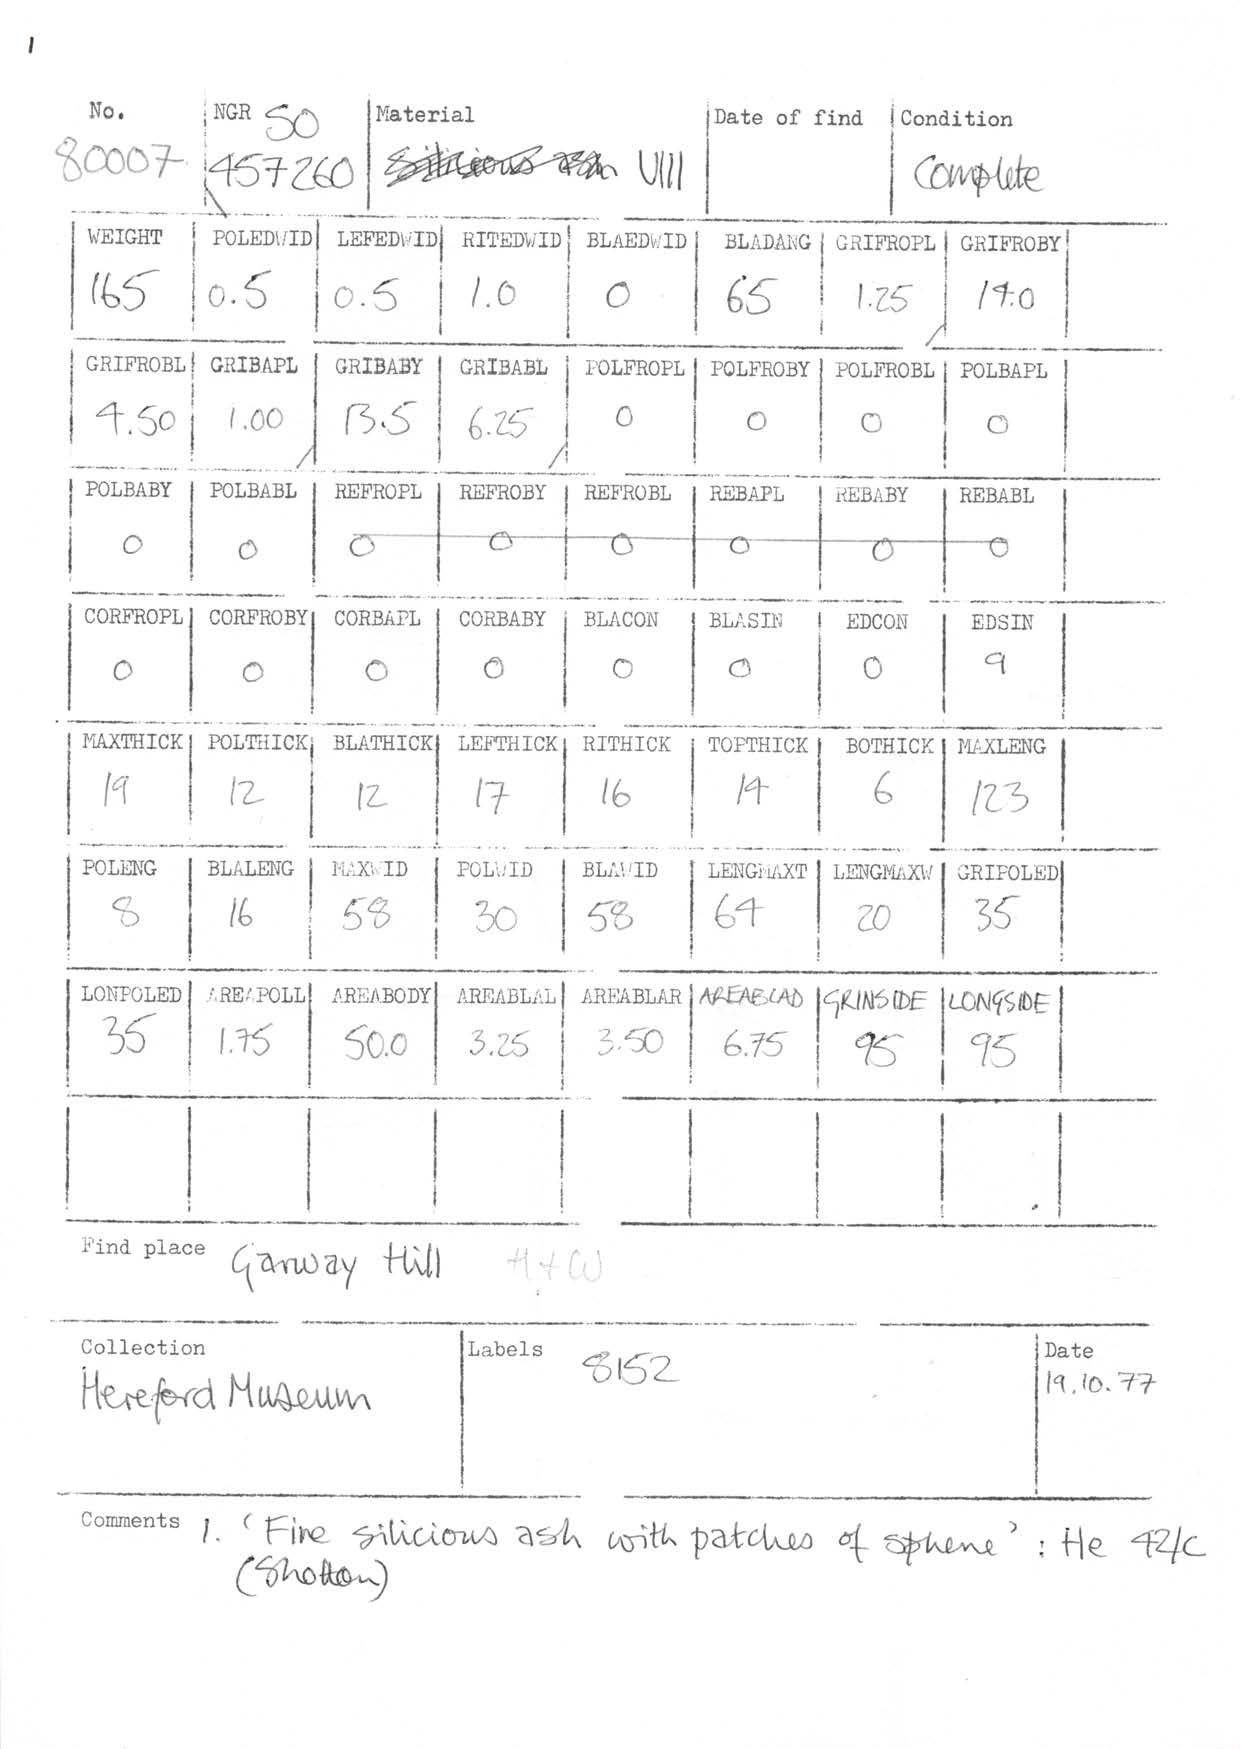 1
No. NGR SO Material Date of find Condition
80007 457260 VIII Complete
WEIGHT POLEDWID LEFEDWID RITEDWID BLAEDWID BLADANG GRIFROPL GRIFROBY
165 0.5 0.5 1.0 0 65 1.25 14.0
GRIFROBL GRIBAPL GRIBABY GRIBABL POLFROPL POLFROBY POLFROBL POLBAPL
4.50 1.00 13.5 6.25 0 0 0 0
POLBABY POLBABL REFROPL REFROBY REFROBL REBAPL REBABY REBABL
0 0 0 0 0 0 0 0
CORFROPL CORFROBY CORBAPL CORBABY BLACON BLASIN EDCON EDSIN
0 0 0 0 0 0 0 9
MAXTHICK POLTHICK BLATHICK LEFTHICK RITHICK TOPTHICK BOTHICK MAXLENG
19 12 12 17 16 14 6 123
POLENG BLALENG MAXWID POLWID BLAWID LENGMAXT LENGMAXW GRIPOLED
8 16 58 30 58 64 20 35
LONPOLED AREAPOLL AREABODY AREABLAL AREABLAR AREABLAD GRINSIDE LONGSIDE
35 1.75 50.0 3.25 3.50 6.75 95 95
Find place Garway Hill H+W
Collection Labels 8152 Date
Hereford Museum 19.10.77
Comments 1. 'Fine silicious ash with patches of sphene' : He 42/c
(Shotton)